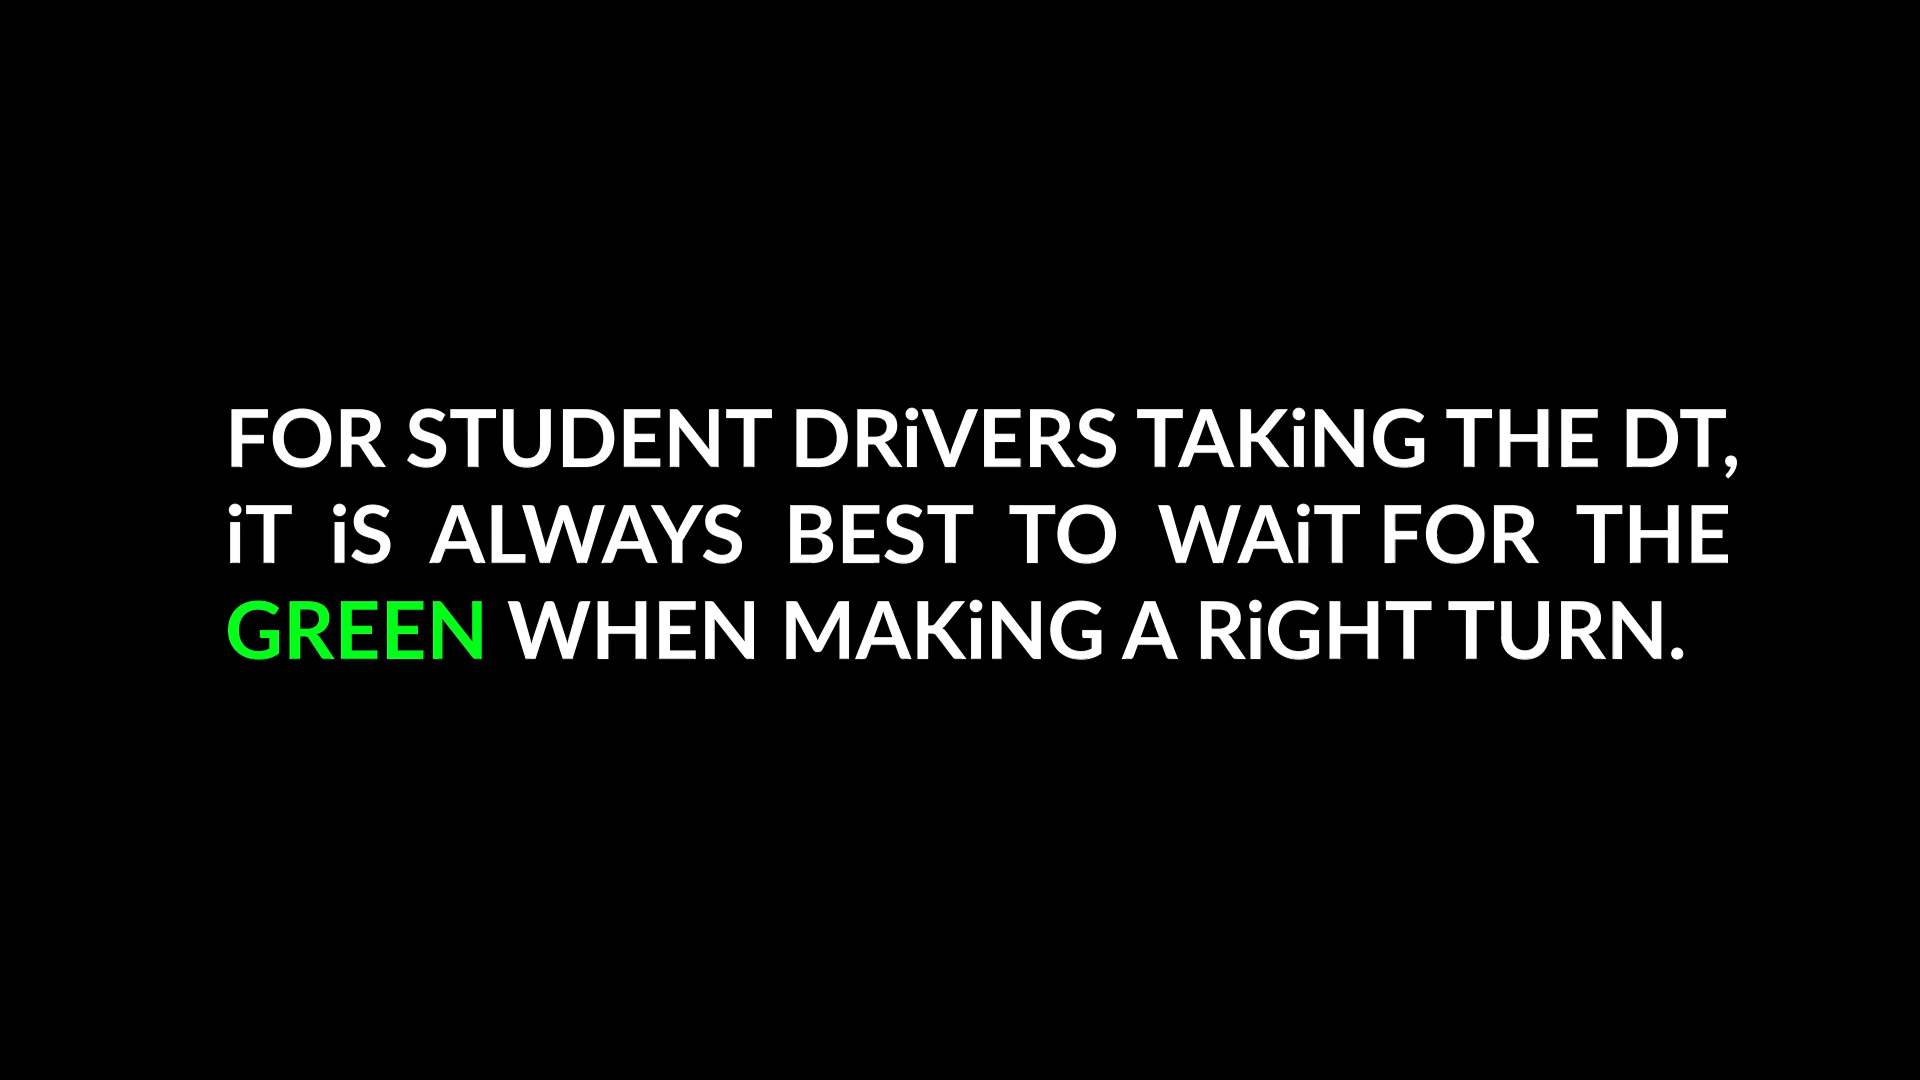 FOR STUDENT DRiVERS TAKiNG THE DT,
iT iS ALWAYS BEST TO WAiT FOR THE
GREEN WHEN MAKiNG A RiGHT TURN.